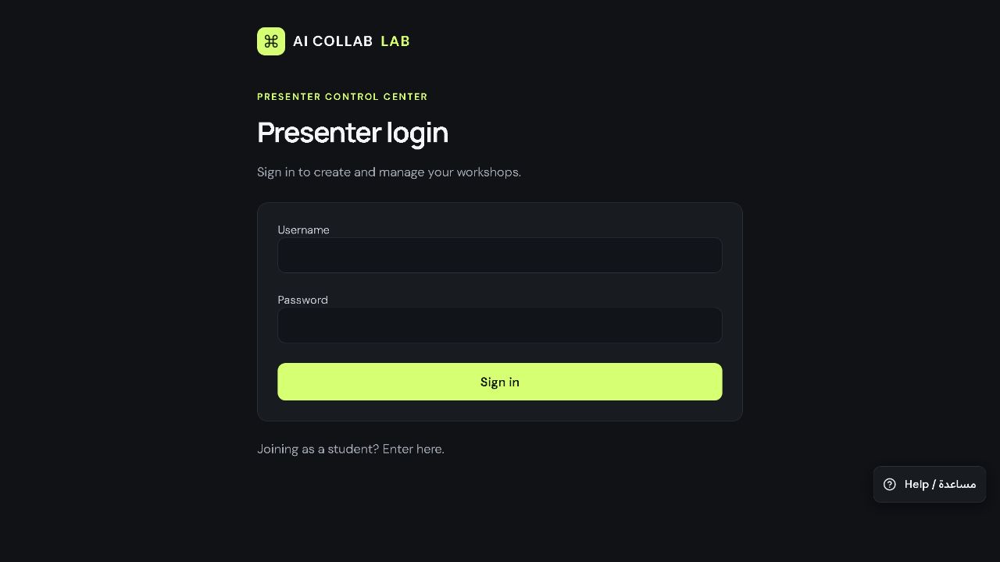 ⌘ AI COLLAB LAB
PRESENTER CONTROL CENTER
Presenter login
Sign in to create and manage your workshops.
Username
Password
Sign in
Joining as a student? Enter here.
Help / مساعدة